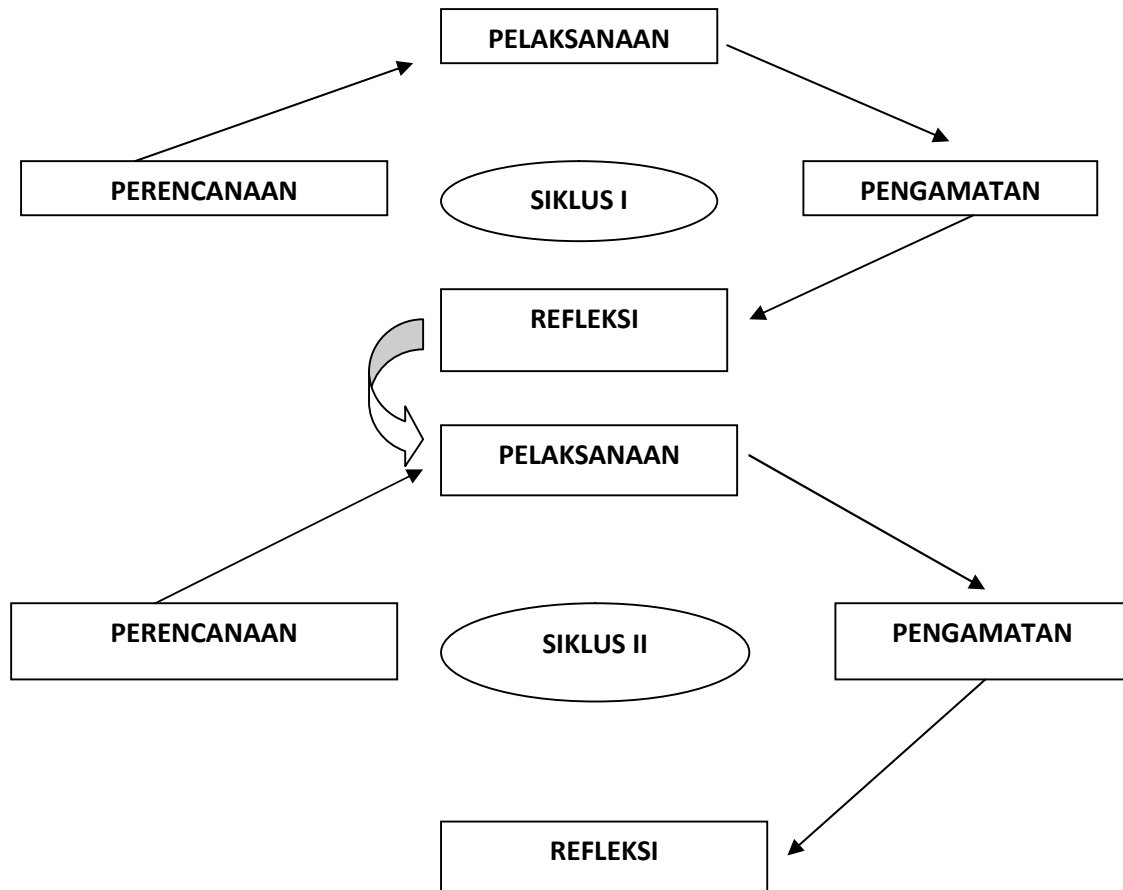 PELAKSANAAN
PERENCANAAN
SIKLUS I
PENGAMATAN
REFLEKSI
PELAKSANAAN
PERENCANAAN
SIKLUS II
PENGAMATAN
REFLEKSI